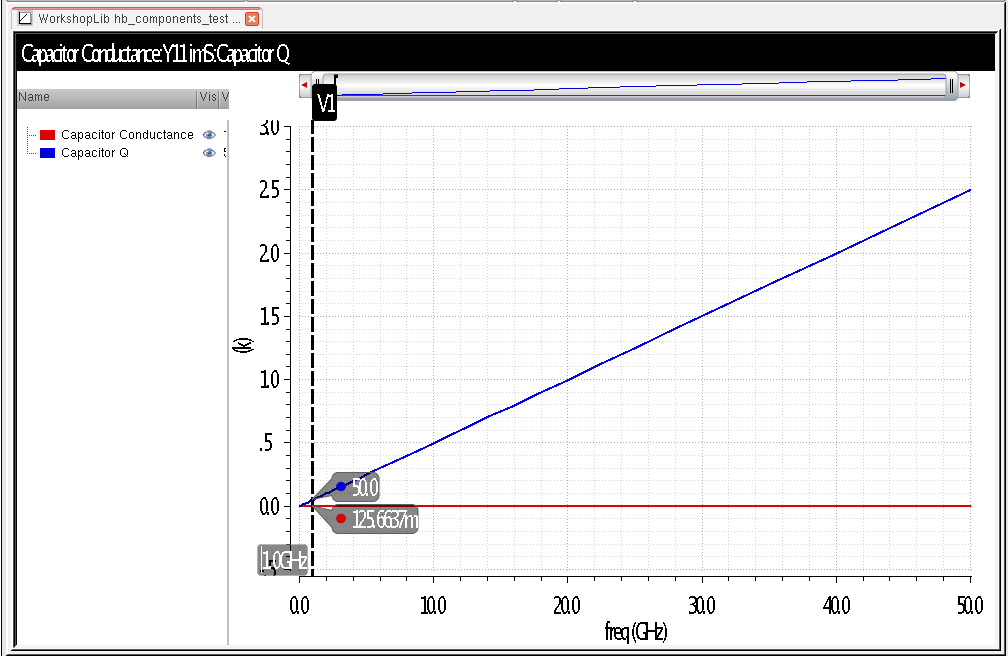 WorkshopLib hb_components_test ...
Capacitor Conductance:Y11 imS:Capacitor Q
Name Vis V
Capacitor Conductance
Capacitor Q
V1
3.0
2.5
2.0
1.5
1.0
.5
0.0
(k)
50.0
125.6637m
1.0GHz
0.0 10.0 20.0 30.0 40.0 50.0
freq (GHz)